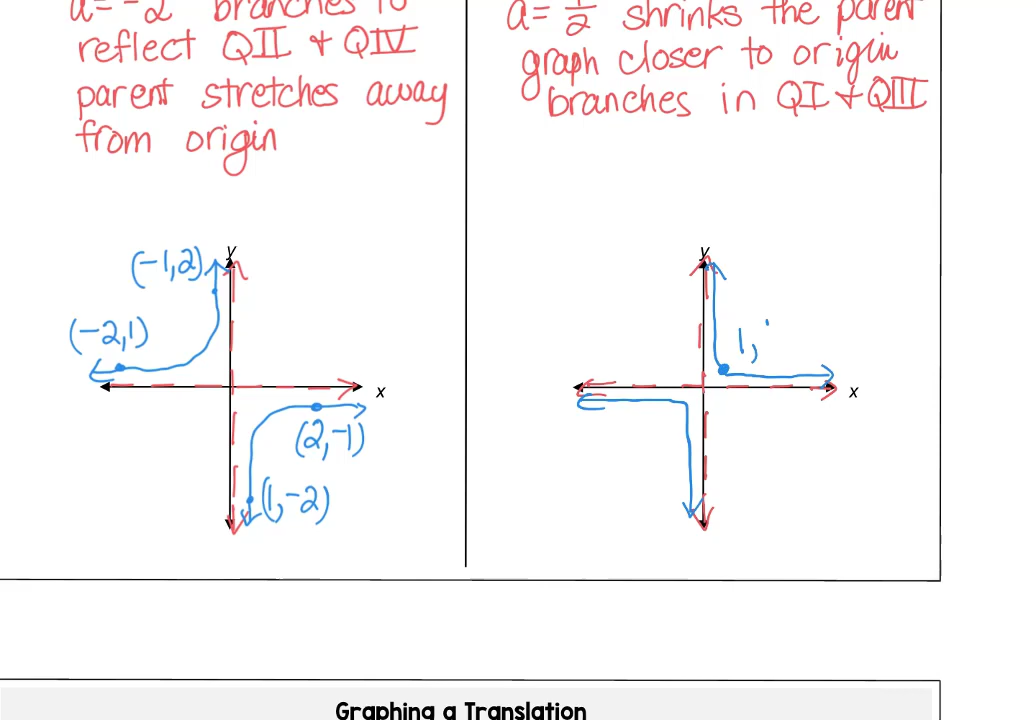 a= -2 branches to
reflect QII + QIV
parent stretches away
from origin
a= 1/2 shrinks the parent
graph closer to origin
branches in QI + QIII
y
(-1,2)
(-2,1)
x
(2,-1)
(1,-2)
y
1,
x
Graphing a Translation